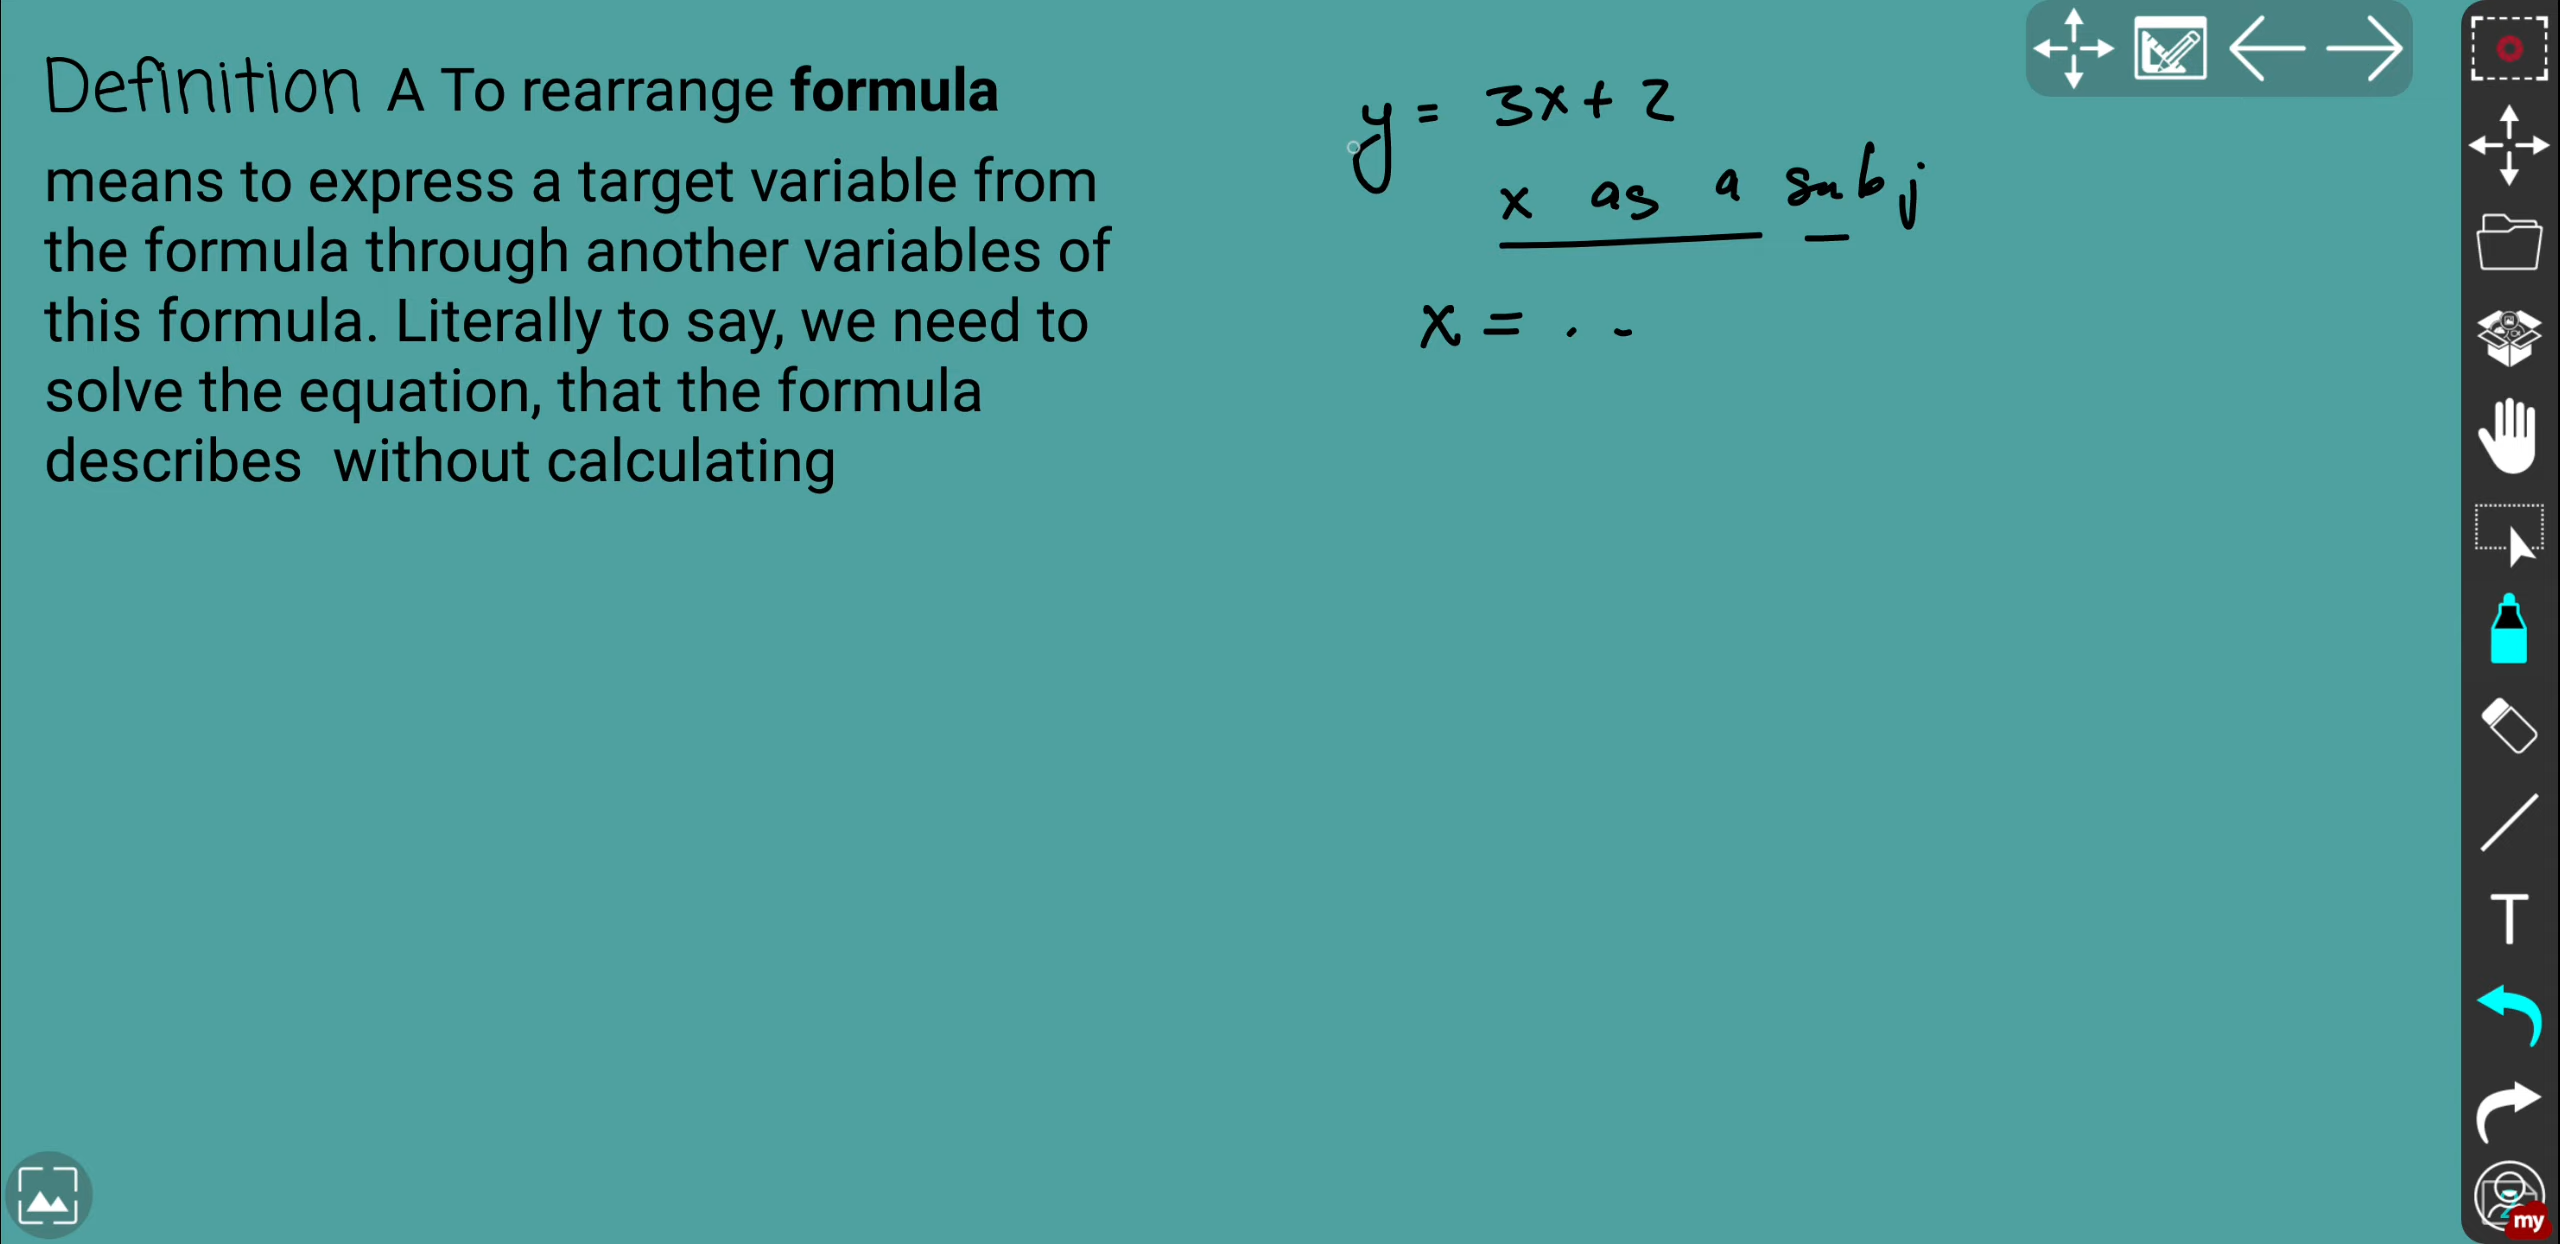 Definition A To rearrange formula
means to express a target variable from
the formula through another variables of
this formula. Literally to say, we need to
solve the equation, that the formula
describes  without calculating
y = 3x + 2
x as a subj
x = . .
T
my